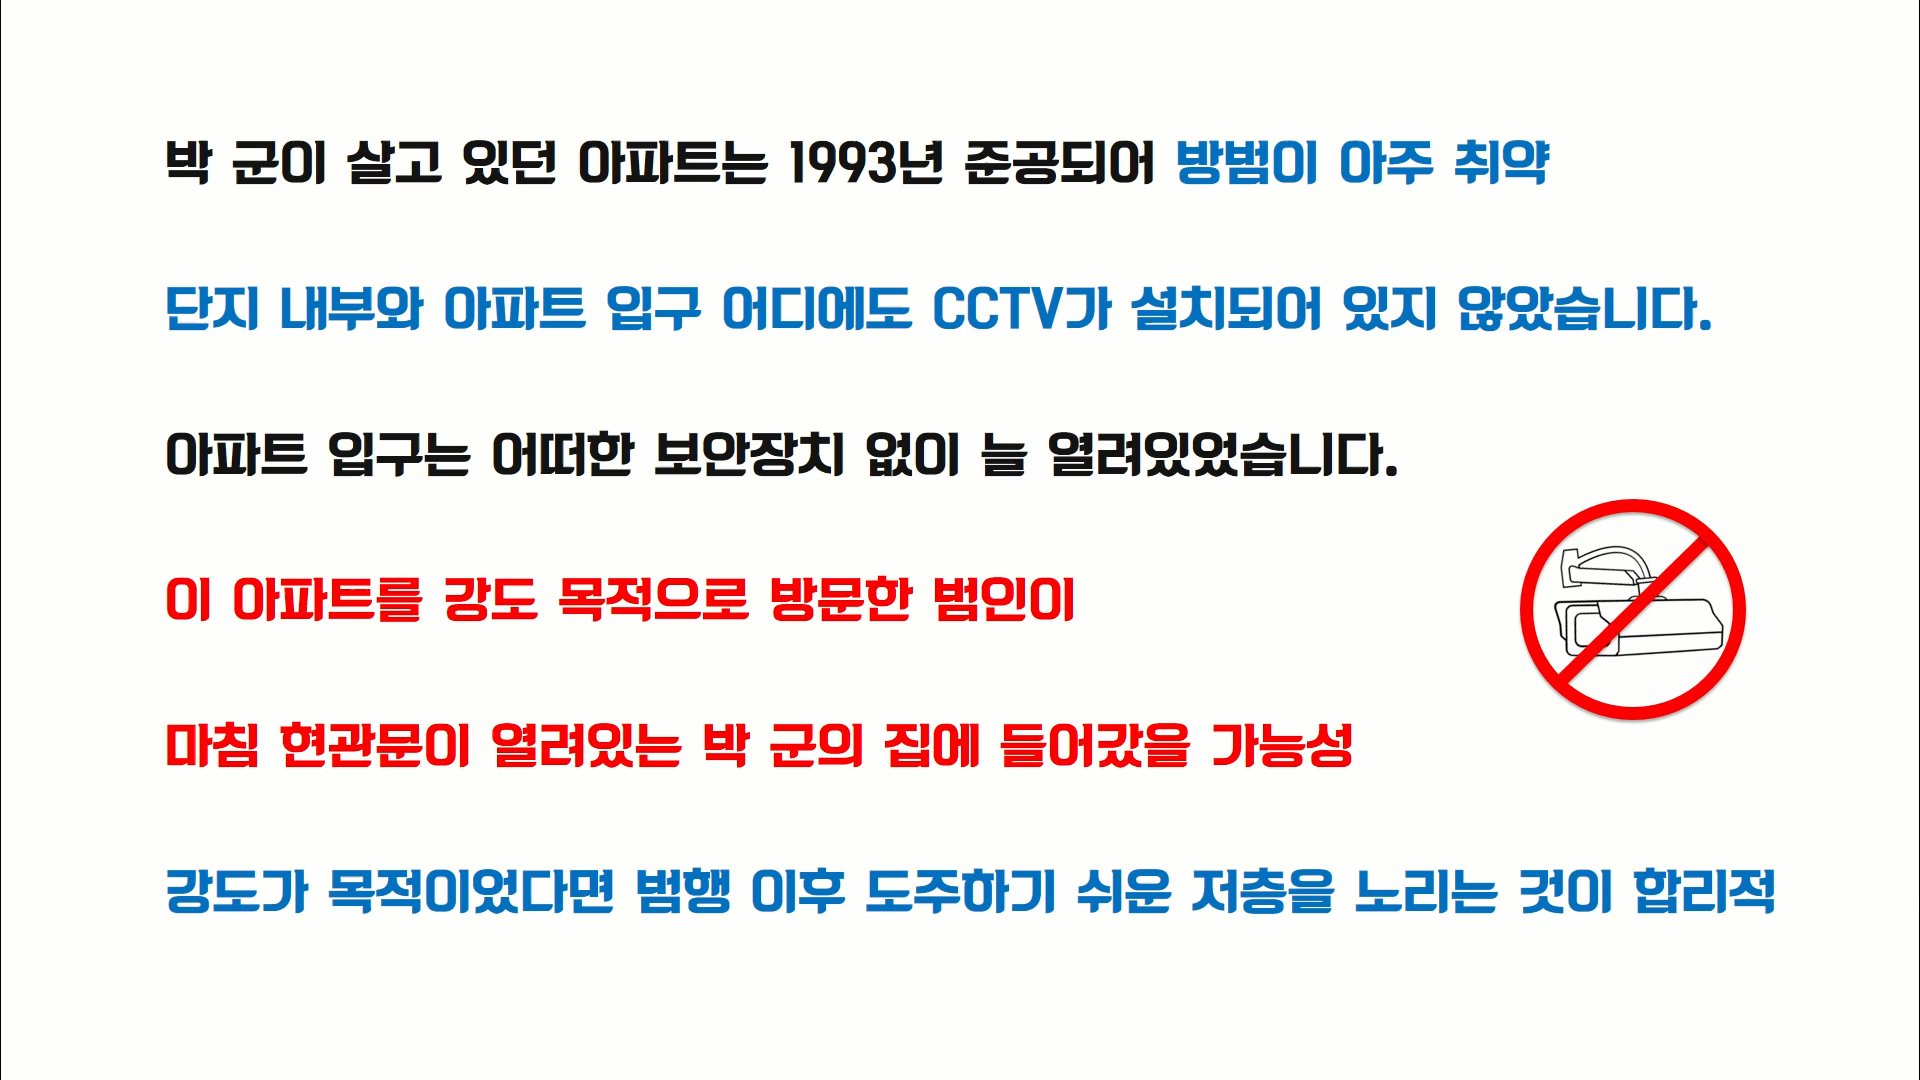 박 군이 살고 있던 아파트는 1993년 준공되어 방범이 아주 취약
단지 내부와 아파트 입구 어디에도 CCTV가 설치되어 있지 않았습니다.
아파트 입구는 어떠한 보안장치 없이 늘 열려있었습니다.
이 아파트를 강도 목적으로 방문한 범인이
마침 현관문이 열려있는 박 군의 집에 들어갔을 가능성
강도가 목적이었다면 범행 이후 도주하기 쉬운 저층을 노리는 것이 합리적